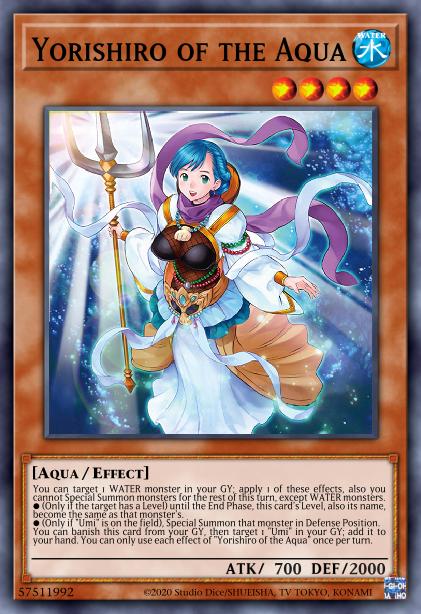 YORISHIRO OF THE AQUA
WATER
水
[AQUA / EFFECT]
You can target 1 WATER monster in your GY; apply 1 of these effects, also you
cannot Special Summon monsters for the rest of this turn, except WATER monsters.
● (Only if the target has a Level) until the End Phase, this card's Level, also its name,
become the same as that monster's.
● (Only if "Umi" is on the field), Special Summon that monster in Defense Position.
You can banish this card from your GY, then target 1 "Umi" in your GY; add it to
your hand. You can only use each effect of "Yorishiro of the Aqua" once per turn.
ATK/ 700 DEF/2000
57511992
©2020 Studio Dice/SHUEISHA, TV TOKYO, KONAMI